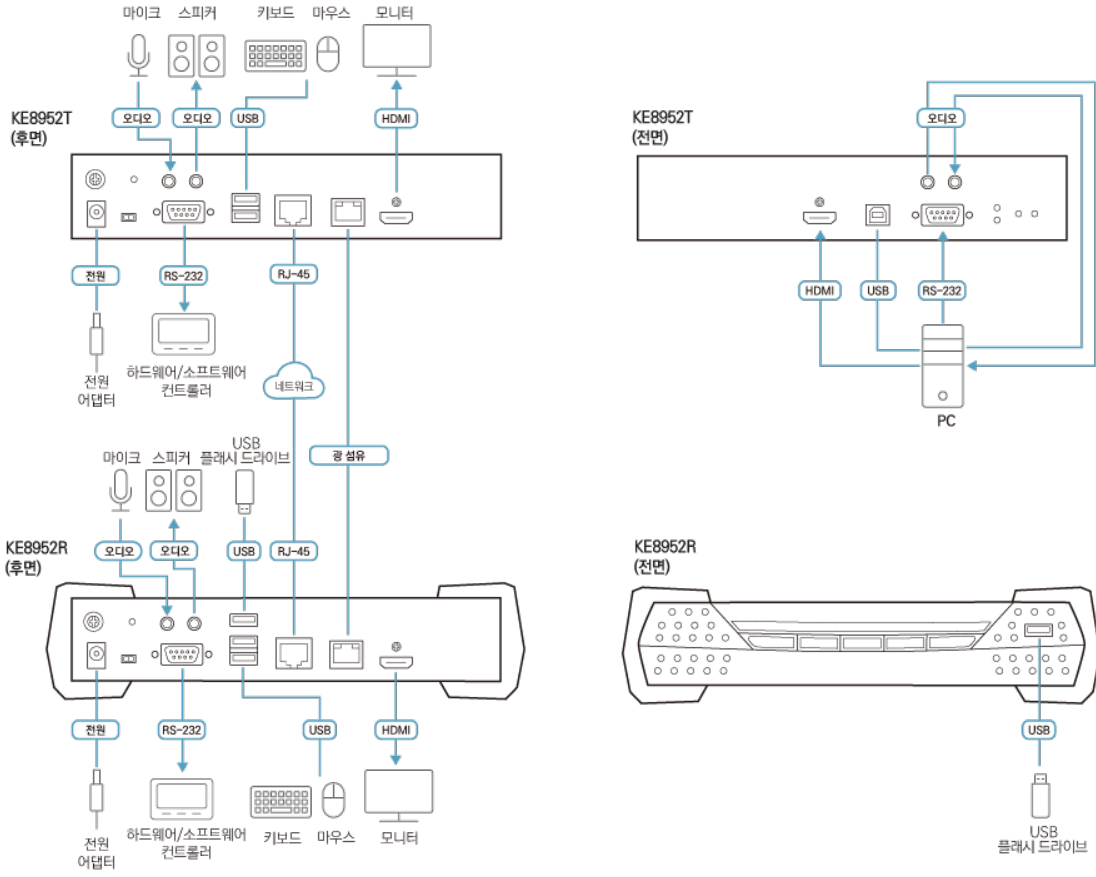 마이크 스피커 키보드 마우스 모니터
KE8952T
(후면)
오디오 오디오 USB HDMI
전원 RS-232 RJ-45
전원
어댑터
하드웨어/소프트웨어
컨트롤러
네트워크
광 섬유
KE8952T
(전면)
오디오
HDMI USB RS-232
PC
마이크 스피커
USB
플래시 드라이브
KE8952R
(후면)
오디오 오디오 USB RJ-45
전원 RS-232 USB HDMI
전원
어댑터
하드웨어/소프트웨어
컨트롤러
키보드 마우스 모니터
KE8952R
(전면)
USB
USB
플래시 드라이브